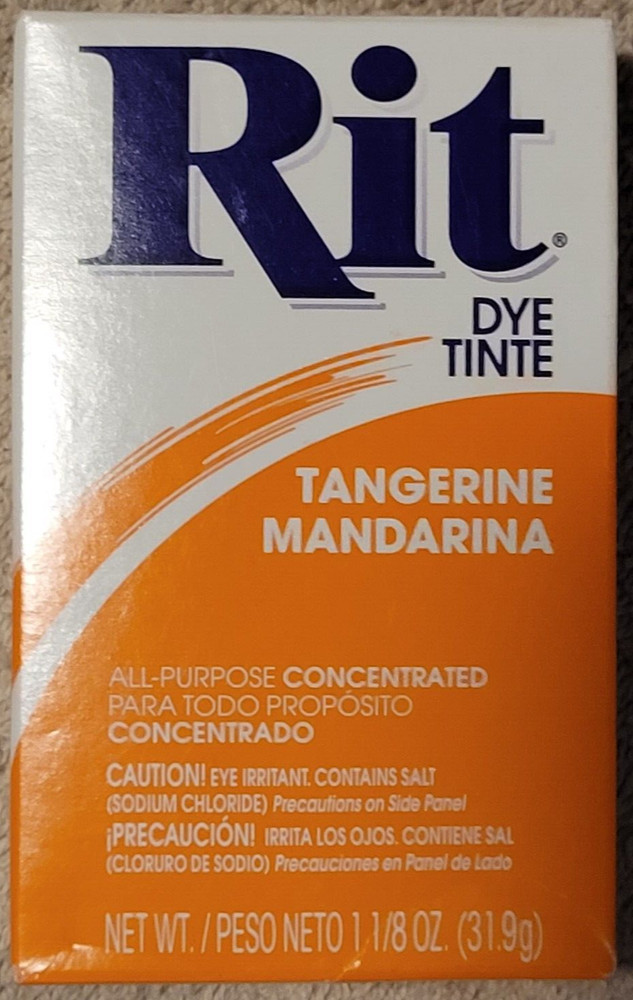 Rit®
DYE
TINTE
TANGERINE
MANDARINA
ALL-PURPOSE CONCENTRATED
PARA TODO PROPÓSITO
CONCENTRADO
CAUTION! EYE IRRITANT. CONTAINS SALT
(SODIUM CHLORIDE) Precautions on Side Panel
¡PRECAUCIÓN! IRRITA LOS OJOS. CONTIENE SAL
(CLORURO DE SODIO) Precauciones en Panel de Lado
NET WT. / PESO NETO 1 1/8 OZ. (31.9g)